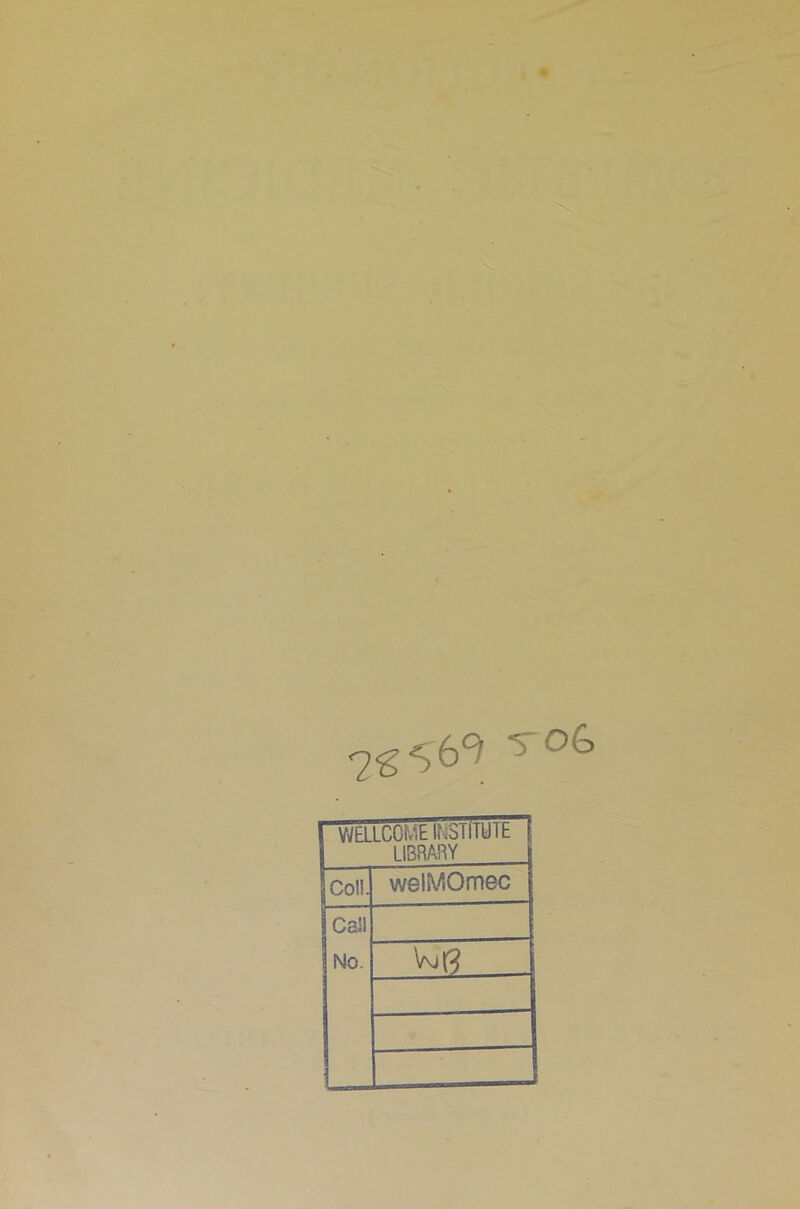 28569 506
WELLCOME INSTITUTE
LIBRARY
Coll. welMOmec
Call
No. WB